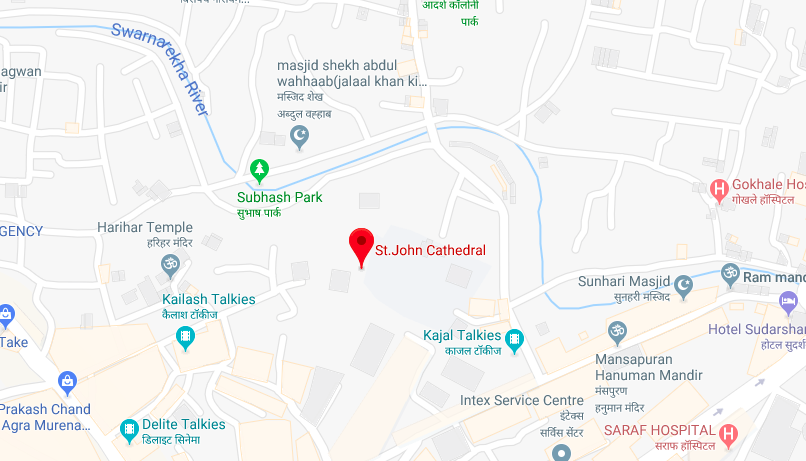 आदर्श कॉलोनी
पार्क
Swarnarekha River
masjid shekh abdul
wahhaab(jalaal khan ki...
मस्जिद शेख
अब्दुल वह्हाब
Subhash Park
सुभाष पार्क
Gokhale Hos
गोखले हॉस्पिटल
Harihar Temple
हरिहर मंदिर
GENCY
St.John Cathedral
Sunhari Masjid
सुनहरी मस्जिद
Ram mand
Kailash Talkies
कैलाश टॉकीज
Hotel Sudarshan
होटल सुदर्श
Take
Kajal Talkies
काजल टॉकीज
Mansapuran
Hanuman Mandir
मंसपुरण
हनुमान मंदिर
Prakash Chand
Agra Murena...
Intex Service Centre
इंटेक्स
सर्विस सेंटर
Delite Talkies
डिलाइट सिनेमा
SARAF HOSPITAL
सराफ हॉस्पिटल